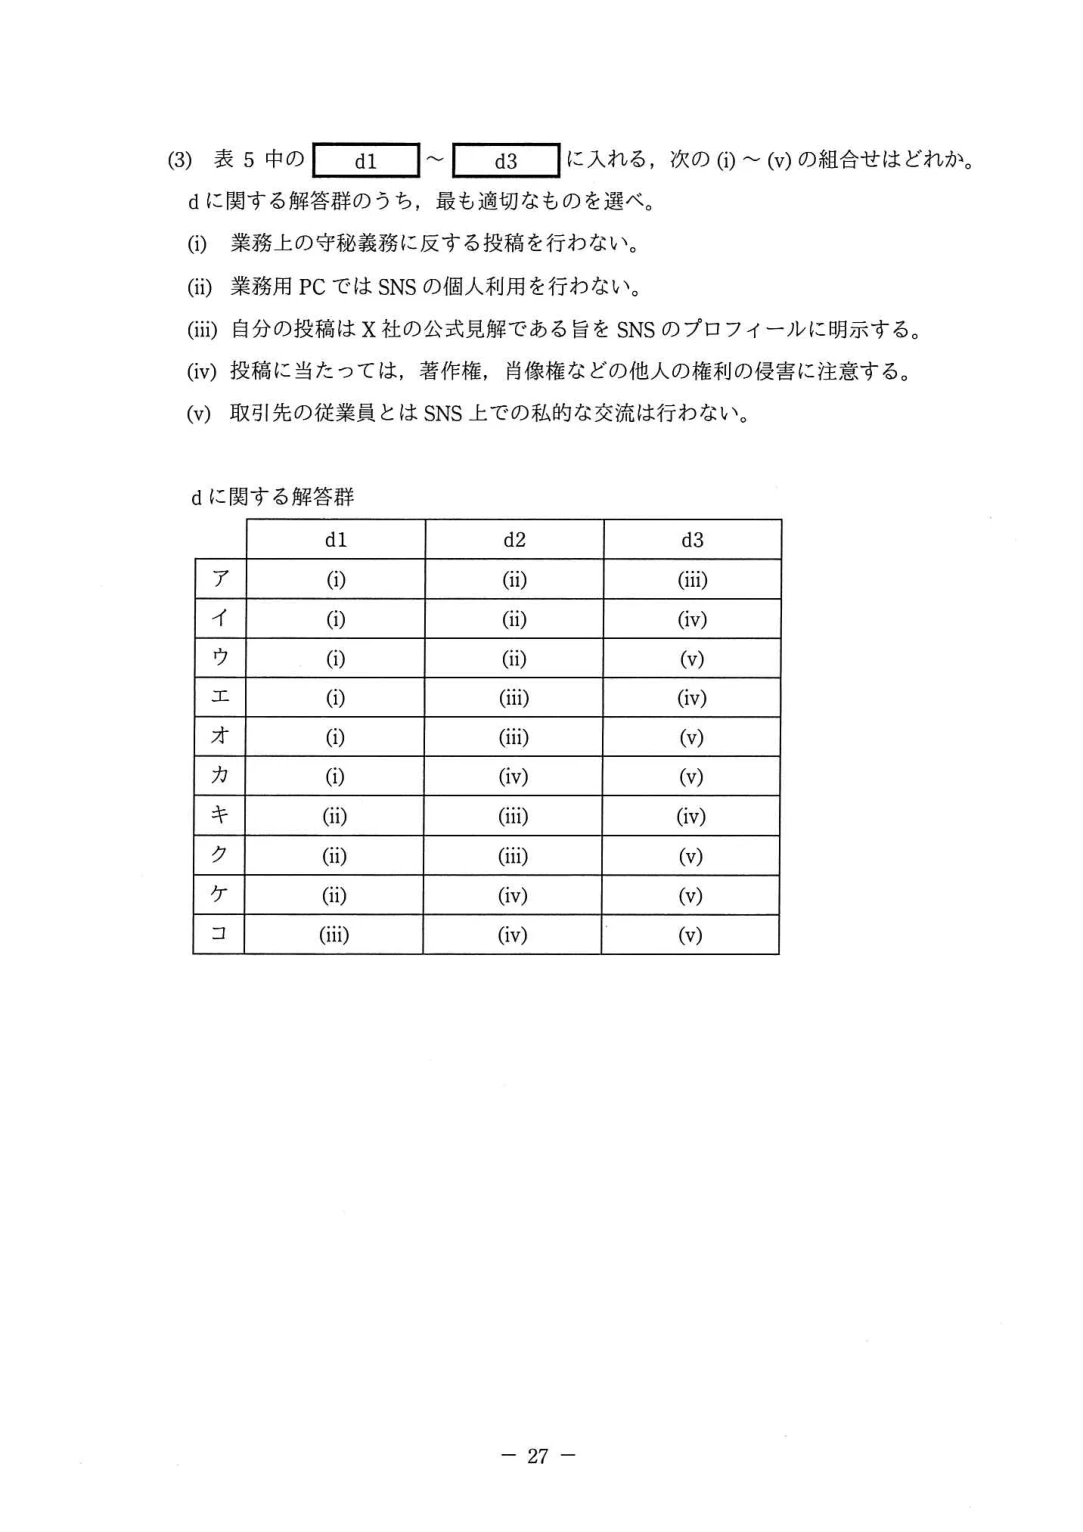 (3) 表 5 中の d1 ～ d3 に入れる，次の (i) ～ (v) の組合せはどれか。
d に関する解答群のうち，最も適切なものを選べ。
(i) 業務上の守秘義務に反する投稿を行わない。
(ii) 業務用 PC では SNS の個人利用を行わない。
(iii) 自分の投稿は X 社の公式見解である旨を SNS のプロフィールに明示する。
(iv) 投稿に当たっては，著作権，肖像権などの他人の権利の侵害に注意する。
(v) 取引先の従業員とは SNS 上での私的な交流は行わない。
d に関する解答群
d1 d2 d3
ア (i) (ii) (iii)
イ (i) (ii) (iv)
ウ (i) (ii) (v)
エ (i) (iii) (iv)
オ (i) (iii) (v)
カ (i) (iv) (v)
キ (ii) (iii) (iv)
ク (ii) (iii) (v)
ケ (ii) (iv) (v)
コ (iii) (iv) (v)
－ 27 －